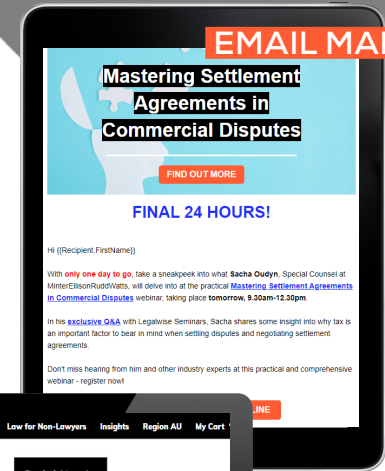 EMAIL MA
Mastering Settlement
Agreements in
Commercial Disputes
FIND OUT MORE
FINAL 24 HOURS!
Hi {{Recipient.FirstName}}
With only one day to go, take a sneakpeek into what Sacha Oudyn, Special Counsel at
MinterEllisonRuddWatts, will delve into at the practical Mastering Settlement Agreements
in Commercial Disputes webinar, taking place tomorrow, 9.30am-12.30pm.
In his exclusive Q&A with Legalwise Seminars, Sacha shares some insight into why tax is
an important factor to bear in mind when settling disputes and negotiating settlement
agreements.
Don't miss hearing from him and other industry experts at this practical and comprehensive
webinar - register now!
LINE
Law for Non-Lawyers Insights Region AU My Cart